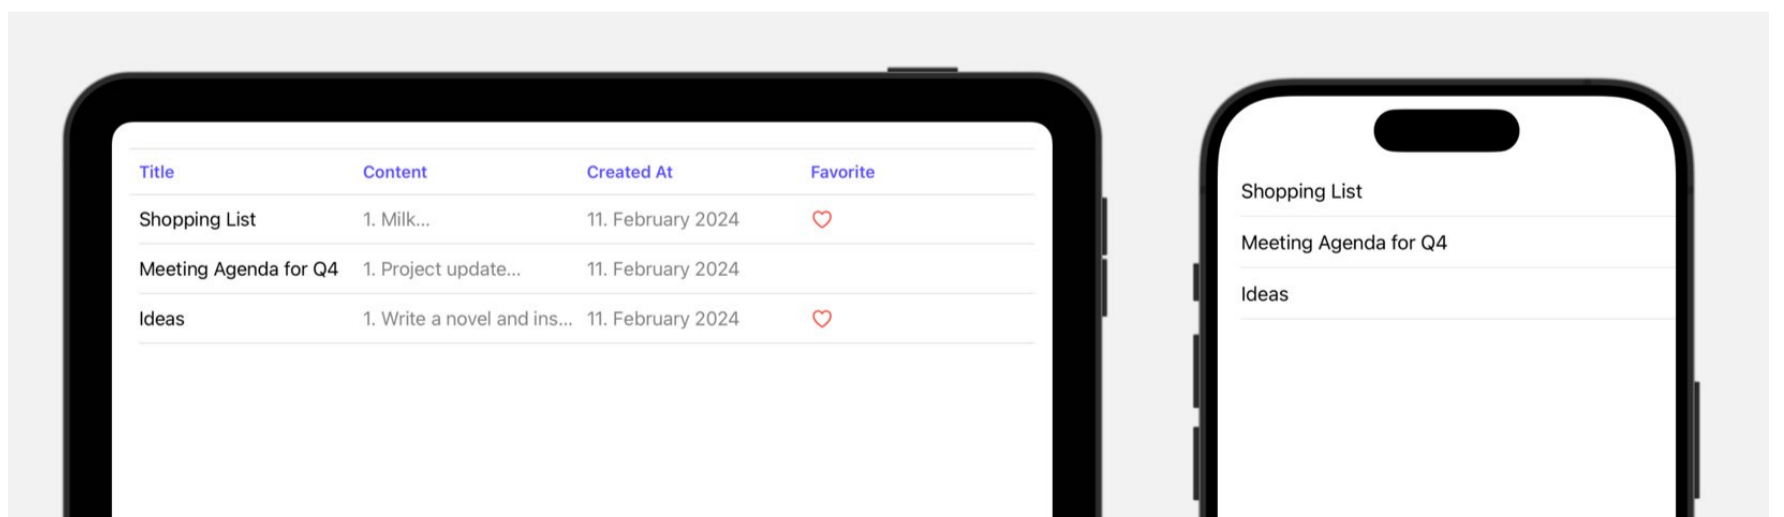 Title Content Created At Favorite
Shopping List 1. Milk... 11. February 2024
Meeting Agenda for Q4 1. Project update... 11. February 2024
Ideas 1. Write a novel and ins... 11. February 2024
Shopping List
Meeting Agenda for Q4
Ideas